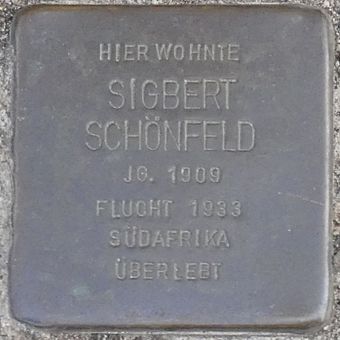 HIER WOHNTE
SIGBERT
SCHÖNFELD
JG. 1909
FLUCHT 1933
SÜDAFRIKA
ÜBERLEBT